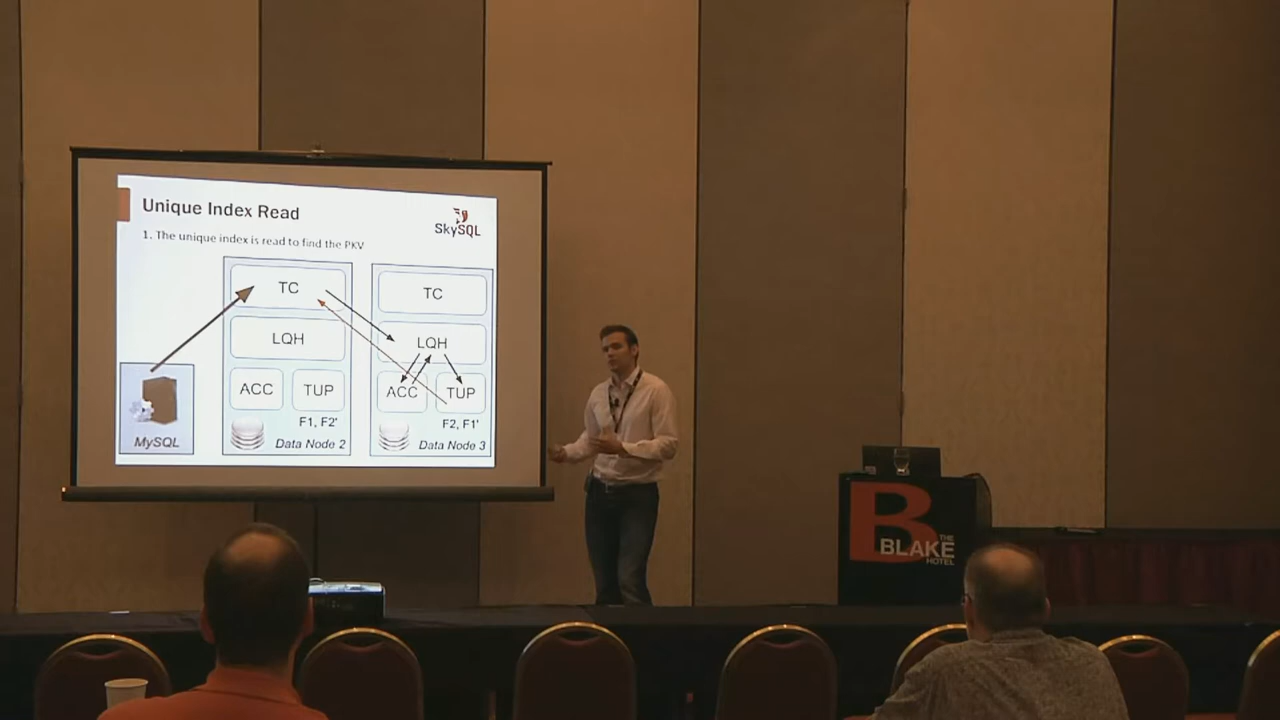 Unique Index Read
SkySQL
1. The unique index is read to find the PKV
TC
TC
LQH
LQH
ACC
TUP
ACC
TUP
F1, F2'
F2, F1'
MySQL
Data Node 2
Data Node 3
B
THE
BLAKE
HOTEL